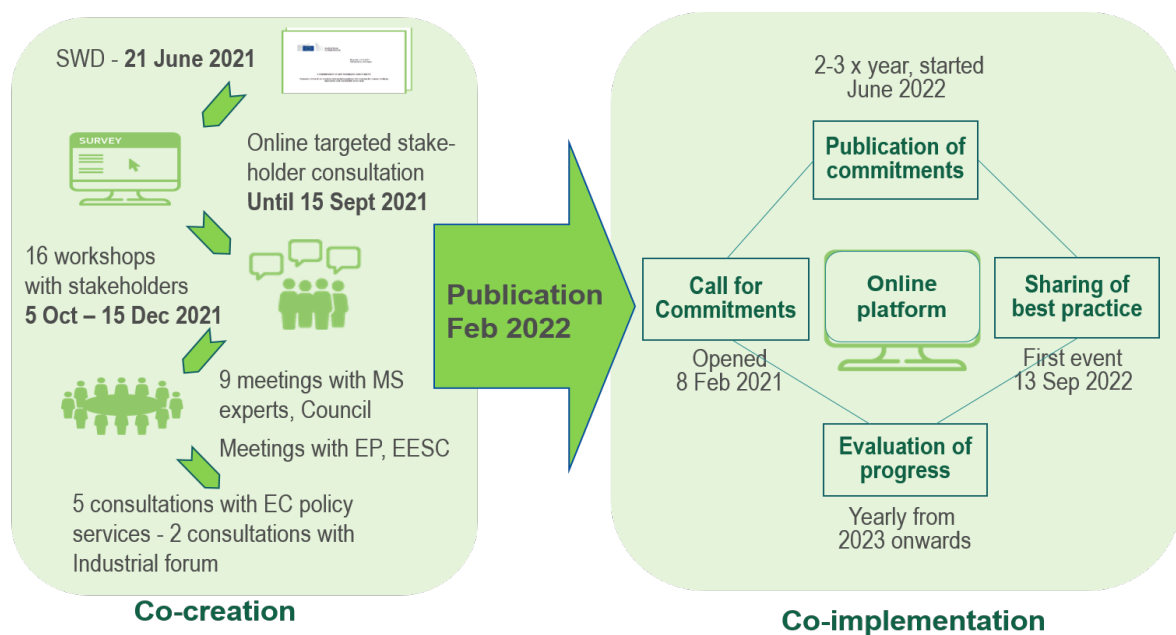 SWD - 21 June 2021
SURVEY
Online targeted stake-
holder consultation
Until 15 Sept 2021
16 workshops
with stakeholders
5 Oct – 15 Dec 2021
9 meetings with MS
experts, Council
Meetings with EP, EESC
5 consultations with EC policy
services - 2 consultations with
Industrial forum
Co-creation
Publication
Feb 2022
2-3 x year, started
June 2022
Publication of
commitments
Call for
Commitments
Opened
8 Feb 2021
Online
platform
Sharing of
best practice
First event
13 Sep 2022
Evaluation of
progress
Yearly from
2023 onwards
Co-implementation